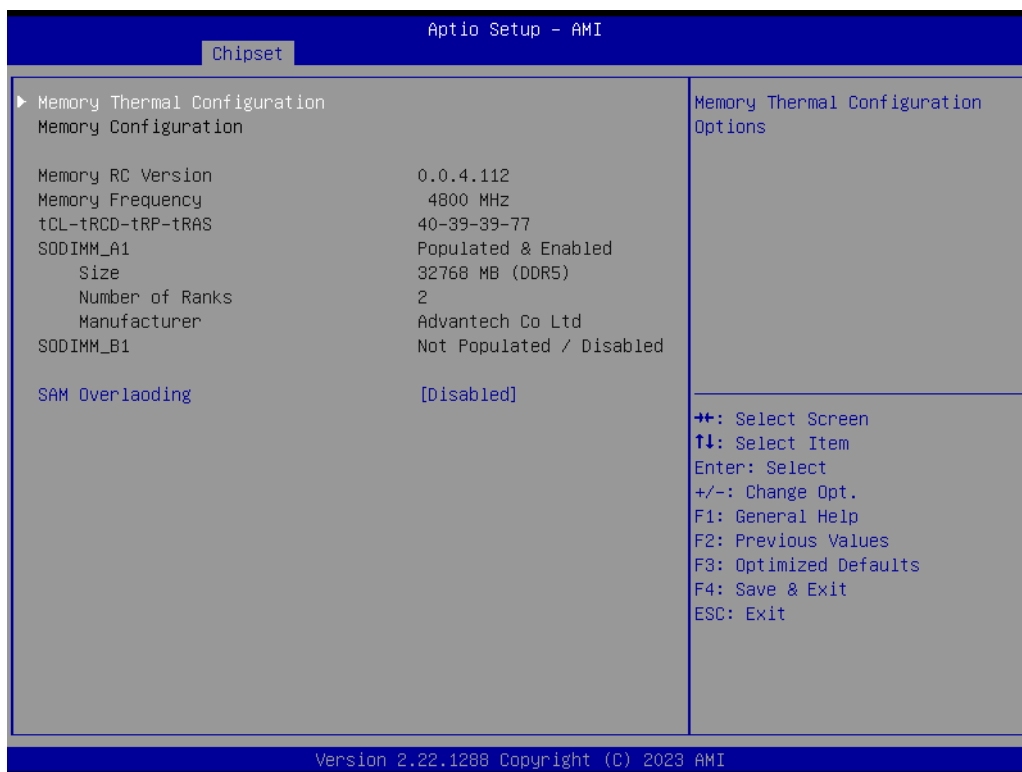 Aptio Setup – AMI
Chipset
Memory Thermal Configuration
Memory Configuration
Memory RC Version 0.0.4.112
Memory Frequency 4800 MHz
tCL-tRCD-tRP-tRAS 40-39-39-77
SODIMM_A1 Populated & Enabled
Size 32768 MB (DDR5)
Number of Ranks 2
Manufacturer Advantech Co Ltd
SODIMM_B1 Not Populated / Disabled
SAM Overlaoding [Disabled]
Memory Thermal Configuration
Options
→←: Select Screen
↑↓: Select Item
Enter: Select
+/-: Change Opt.
F1: General Help
F2: Previous Values
F3: Optimized Defaults
F4: Save & Exit
ESC: Exit
Version 2.22.1288 Copyright (C) 2023 AMI